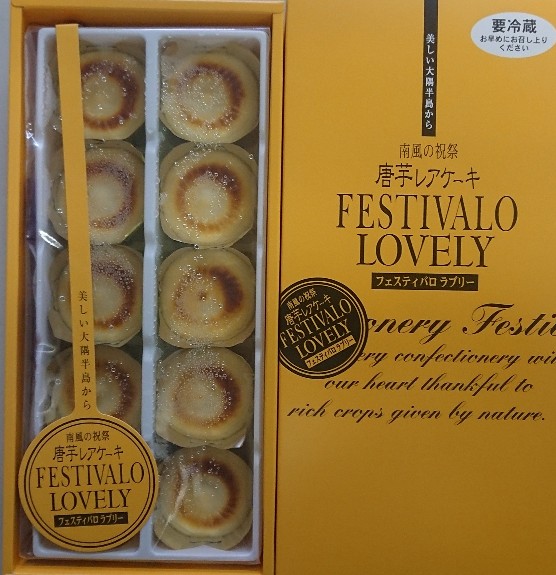 美しい大隅半島から
南風の祝祭
唐芋レアケーキ
FESTIVALO
LOVELY
フェスティバロ ラブリー
要冷蔵
お早めにお召し上り
ください
美しい大隅半島から
南風の祝祭
唐芋レアケーキ
FESTIVALO
LOVELY
フェスティバロ ラブリー
南風の祝祭
唐芋レアケーキ
FESTIVALO
LOVELY
フェスティバロ ラブリー
onery Festi
ry confectionery wi
our heart thankful to
rich crops given by nature.